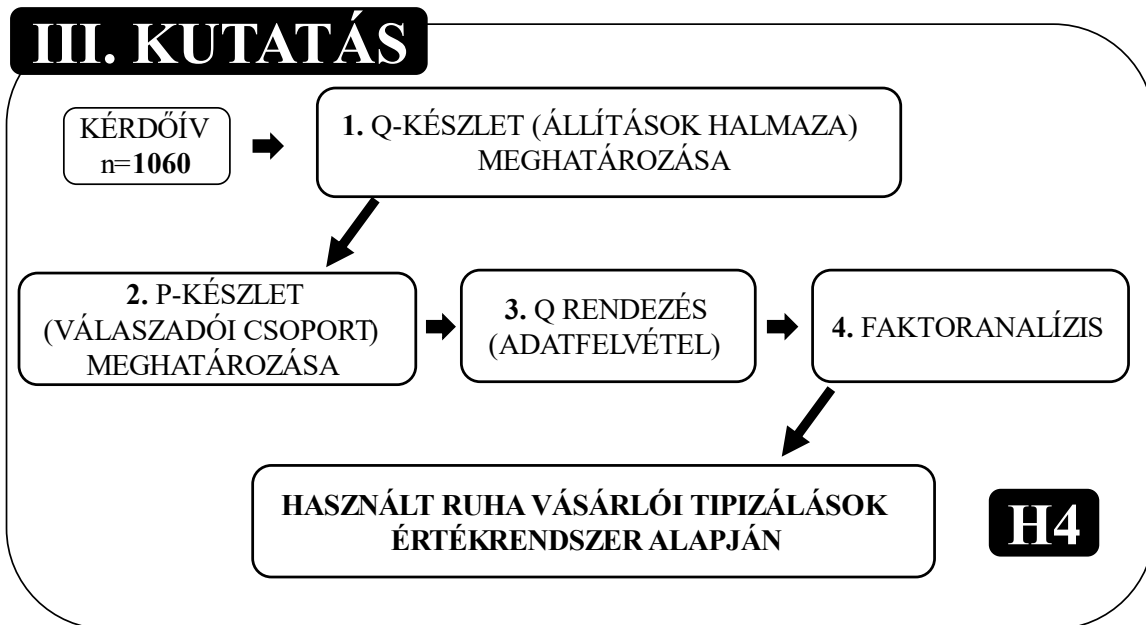 III. KUTATÁS
KÉRDŐÍV
n=1060
1. Q-KÉSZLET (ÁLLÍTÁSOK HALMAZA)
MEGHATÁROZÁSA
2. P-KÉSZLET
(VÁLASZADÓI CSOPORT)
MEGHATÁROZÁSA
3. Q RENDEZÉS
(ADATFELVÉTEL)
4. FAKTORANALÍZIS
HASZNÁLT RUHA VÁSÁRLÓI TIPIZÁLÁSOK
ÉRTÉKRENDSZER ALAPJÁN
H4